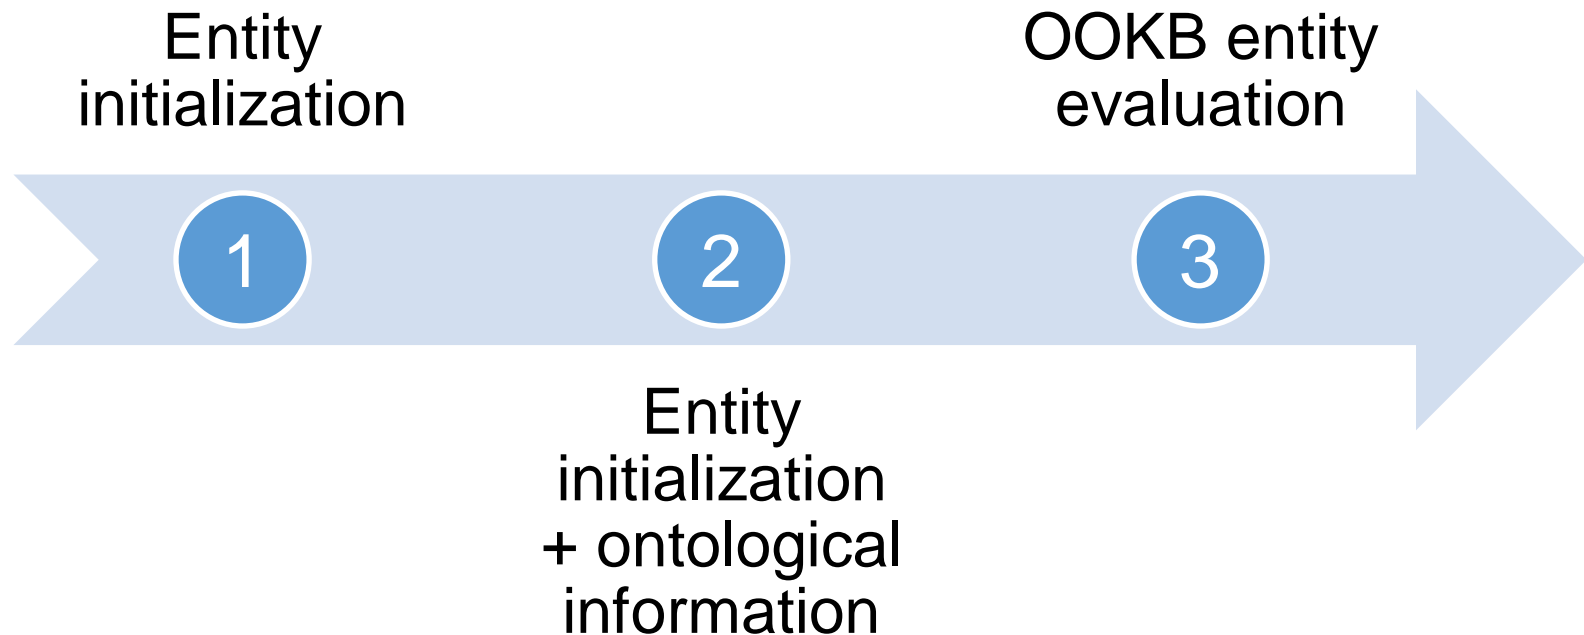 Entity
initialization
OOKB entity
evaluation
1
2
3
Entity
initialization
+ ontological
information